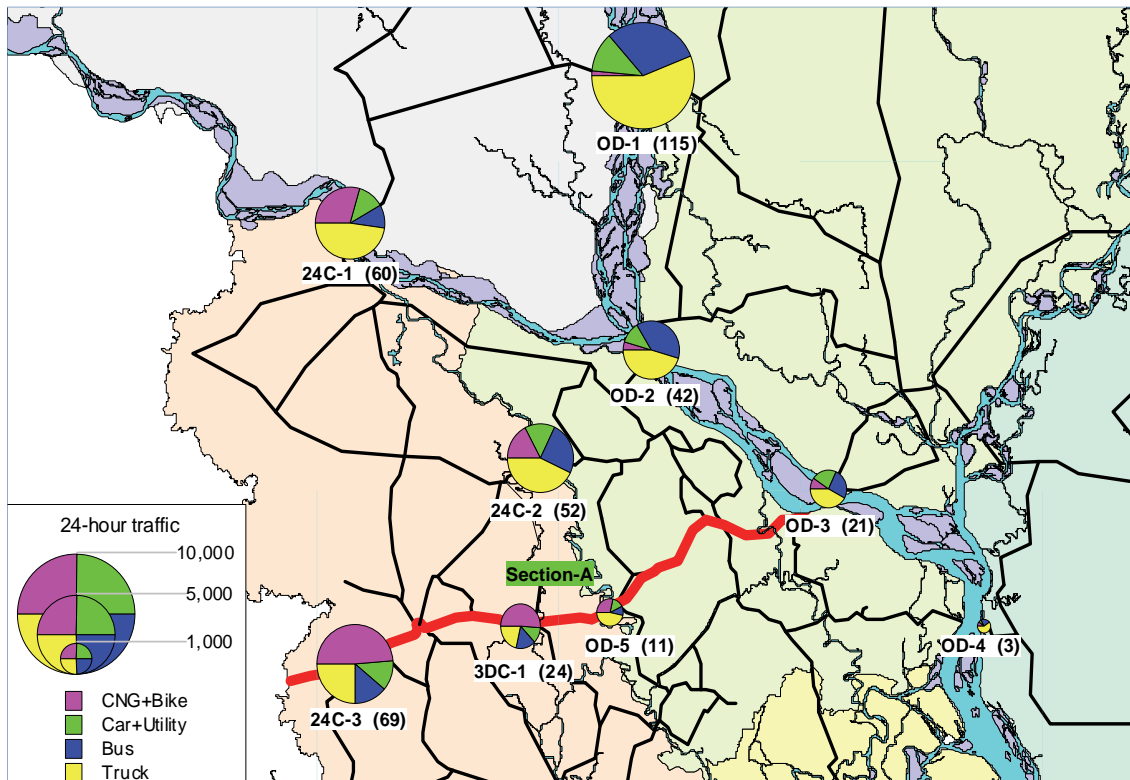 OD-1 (115)
24C-1 (60)
OD-2 (42)
24C-2 (52)
OD-3 (21)
Section-A
OD-5 (11)
OD-4 (3)
3DC-1 (24)
24C-3 (69)
24-hour traffic
10,000
5,000
1,000
CNG+Bike
Car+Utility
Bus
Truck